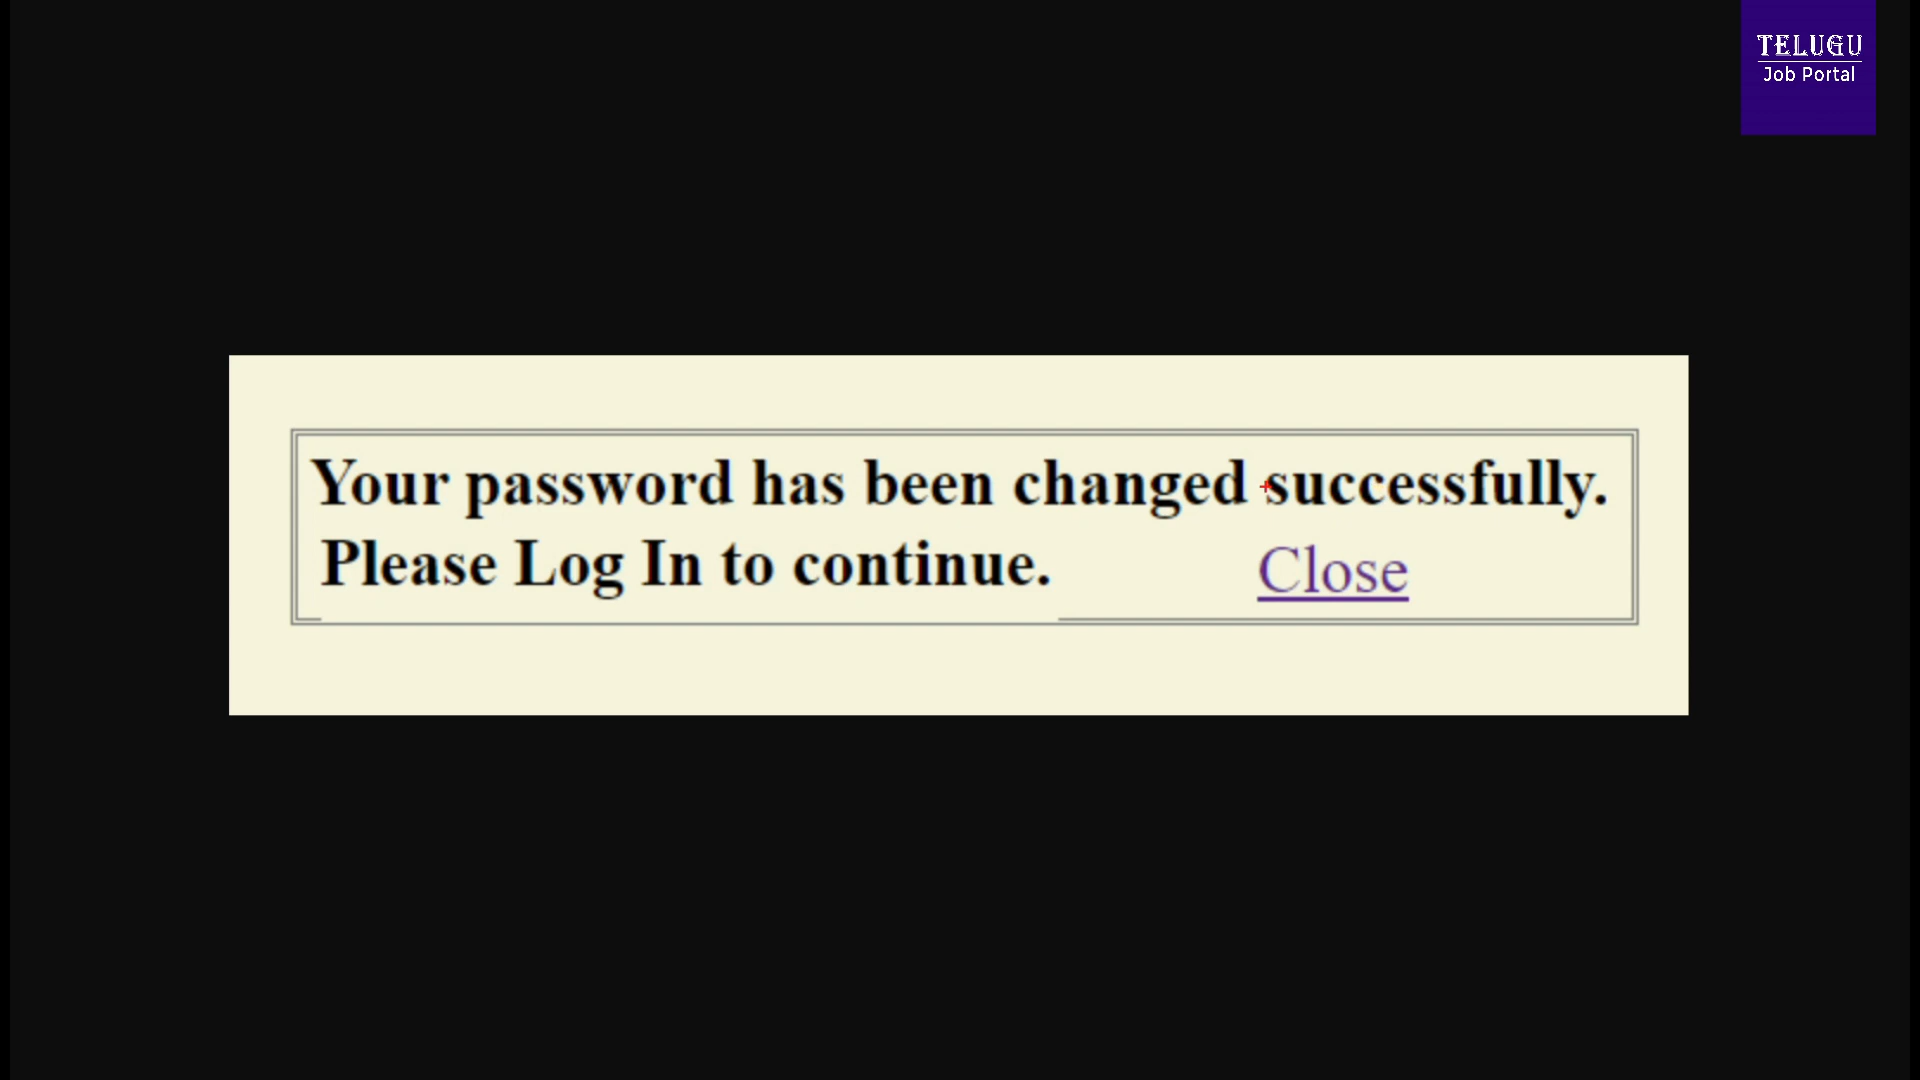 TELUGU
Job Portal
Your password has been changed successfully.
Please Log In to continue. Close